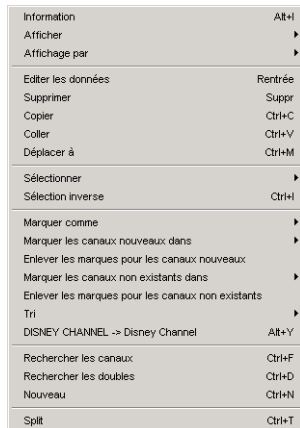 Information Alt+I
Afficher
Affichage par
Editer les données Rentrée
Supprimer Suppr
Copier Ctrl+C
Coller Ctrl+V
Déplacer à Ctrl+M
Sélectionner
Sélection inverse Ctrl+I
Marquer comme
Marquer les canaux nouveaux dans
Enlever les marques pour les canaux nouveaux
Marquer les canaux non existants dans
Enlever les marques pour les canaux non existants
Tri
DISNEY CHANNEL -> Disney Channel Alt+Y
Rechercher les canaux Ctrl+F
Rechercher les doubles Ctrl+D
Nouveau Ctrl+N
Split Ctrl+T